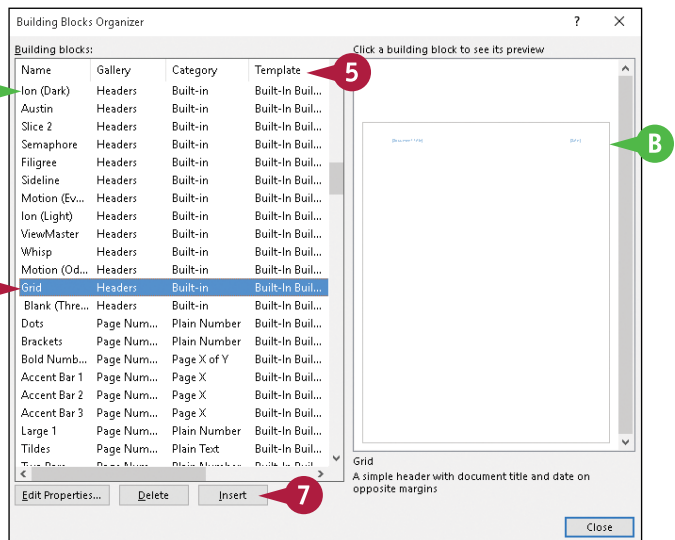 Building Blocks Organizer ? ×
Building blocks: Click a building block to see its preview
Name Gallery Category Template 5
Ion (Dark) Headers Built-in Built-In Buil...
Austin Headers Built-in Built-In Buil...
Slice 2 Headers Built-in Built-In Buil...
Semaphore Headers Built-in Built-In Buil...
B
Filigree Headers Built-in Built-In Buil...
Sideline Headers Built-in Built-In Buil...
Motion (Ev... Headers Built-in Built-In Buil...
Ion (Light) Headers Built-in Built-In Buil...
ViewMaster Headers Built-in Built-In Buil...
Whisp Headers Built-in Built-In Buil...
Motion (Od... Headers Built-in Built-In Buil...
Grid Headers Built-in Built-In Buil...
Blank (Thre... Headers Built-in Built-In Buil...
Dots Page Num... Plain Number Built-In Buil...
Brackets Page Num... Plain Number Built-In Buil...
Bold Numb... Page Num... Page X of Y Built-In Buil...
Accent Bar 1 Page Num... Page X Built-In Buil...
Accent Bar 2 Page Num... Page X Built-In Buil...
Accent Bar 3 Page Num... Page X Built-In Buil...
Large 1 Page Num... Plain Number Built-In Buil...
Tildes Page Num... Plain Text Built-In Buil...
Grid
A simple header with document title and date on
opposite margins
Edit Properties... Delete Insert 7
Close